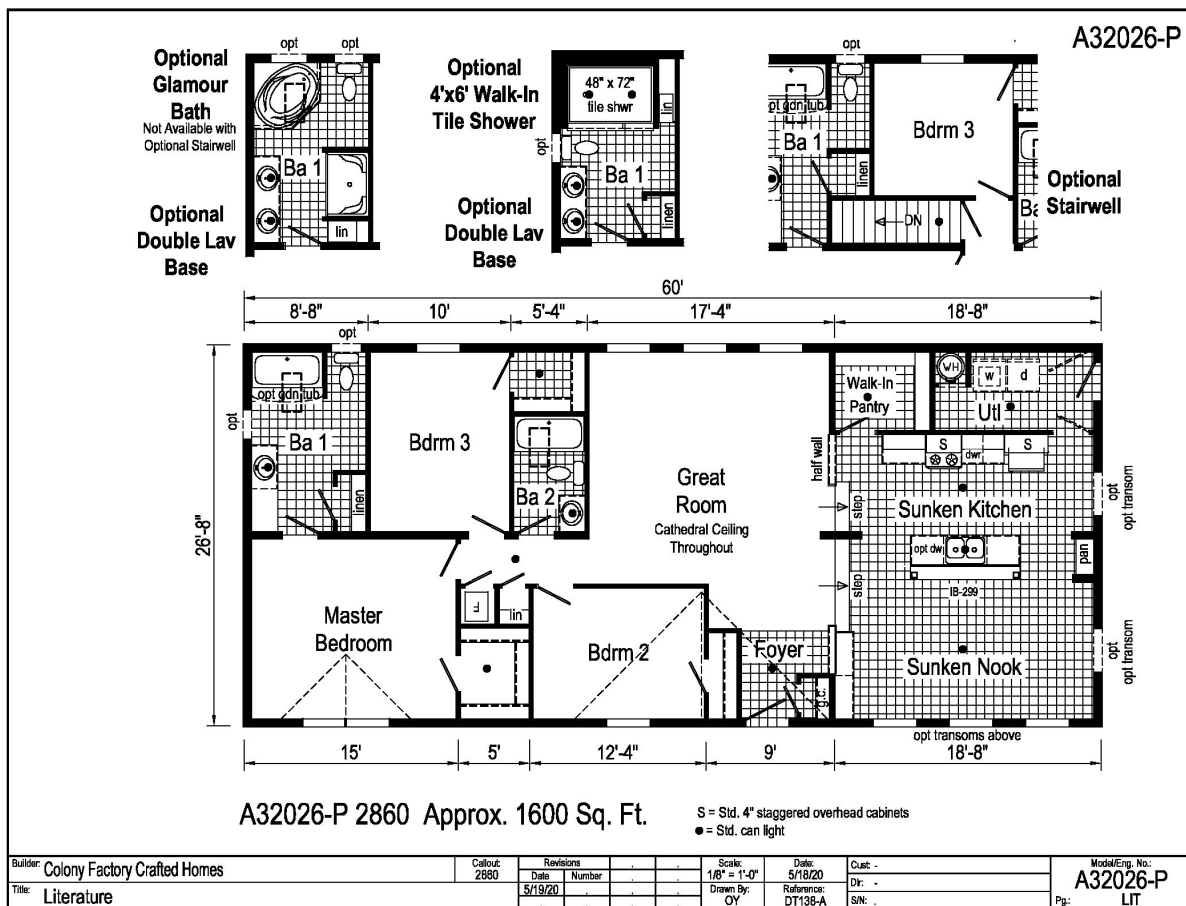 A32026-P
opt
opt
Optional
Glamour
Bath
Not Available with
Optional Stairwell
Ba 1
lin
Optional
Double Lav
Base
Optional
4'x6' Walk-In
Tile Shower
48" x 72"
tile shwr
lin
opt
Ba 1
linen
Optional
Double Lav
Base
opt
opt gdn tub
Ba 1
linen
Bdrm 3
DN
Ba
Optional
Stairwell
60'
8'-8"
10'
5'-4"
17'-4"
18'-8"
26'-8"
opt
opt
opt gdn tub
Ba 1
linen
Bdrm 3
Ba 2
Great
Room
Cathedral Ceiling
Throughout
Walk-In
Pantry
WH
w
d
Utl
half wall
S
dwr
S
step
Sunken Kitchen
opt
opt transom
opt dw
pan
IB-299
step
Master
Bedroom
F
lin
Bdrm 2
Foyer
g.c.
Sunken Nook
opt
opt transom
opt transoms above
15'
5'
12'-4"
9'
18'-8"
A32026-P 2860 Approx. 1600 Sq. Ft.
S = Std. 4" staggered overhead cabinets
● = Std. can light
Builder: Colony Factory Crafted Homes
Title: Literature
Callout:
2860
Revisions
Date Number
5/19/20
Scale:
1/8" = 1'-0"
Drawn By:
OY
Date:
5/18/20
Reference:
DT138-A
Cust: -
Dlr: -
S/N: .
Model/Eng. No.:
A32026-P
Pg.: LIT